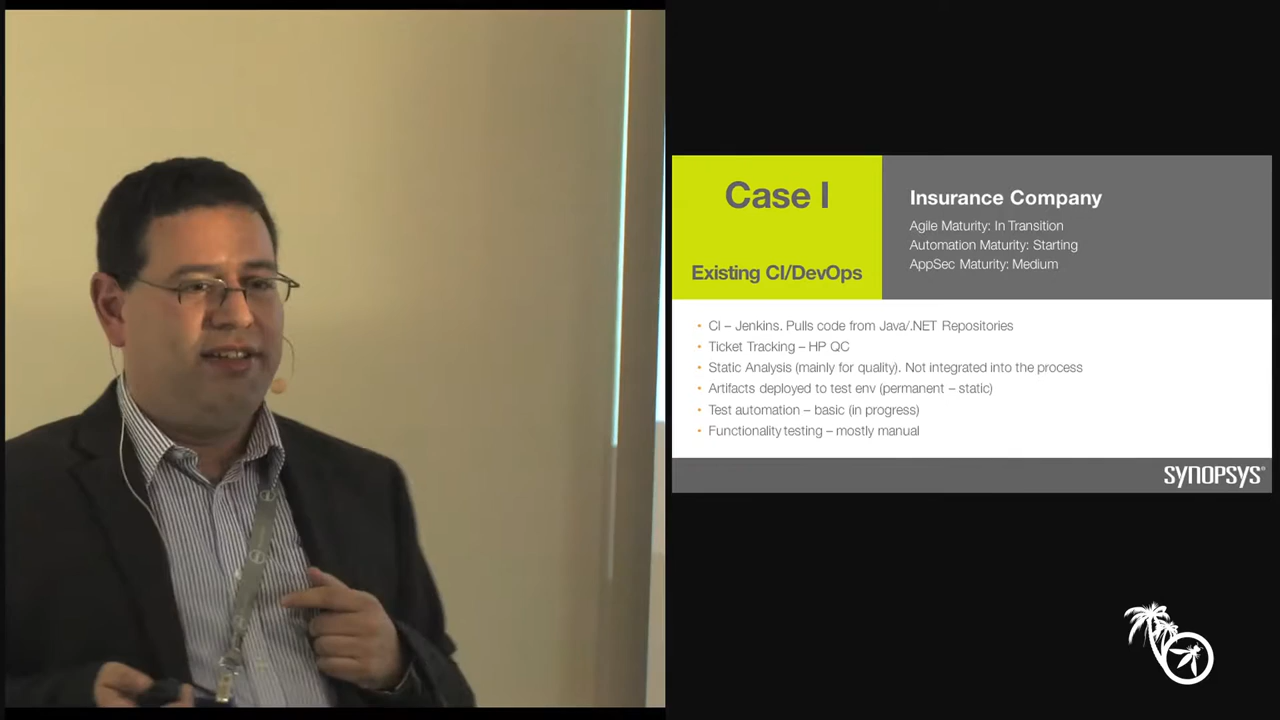 Case I
Existing CI/DevOps
Insurance Company
Agile Maturity: In Transition
Automation Maturity: Starting
AppSec Maturity: Medium
• CI – Jenkins. Pulls code from Java/.NET Repositories
• Ticket Tracking – HP QC
• Static Analysis (mainly for quality). Not integrated into the process
• Artifacts deployed to test env (permanent – static)
• Test automation – basic (in progress)
• Functionality testing – mostly manual
SYNOPSYS®